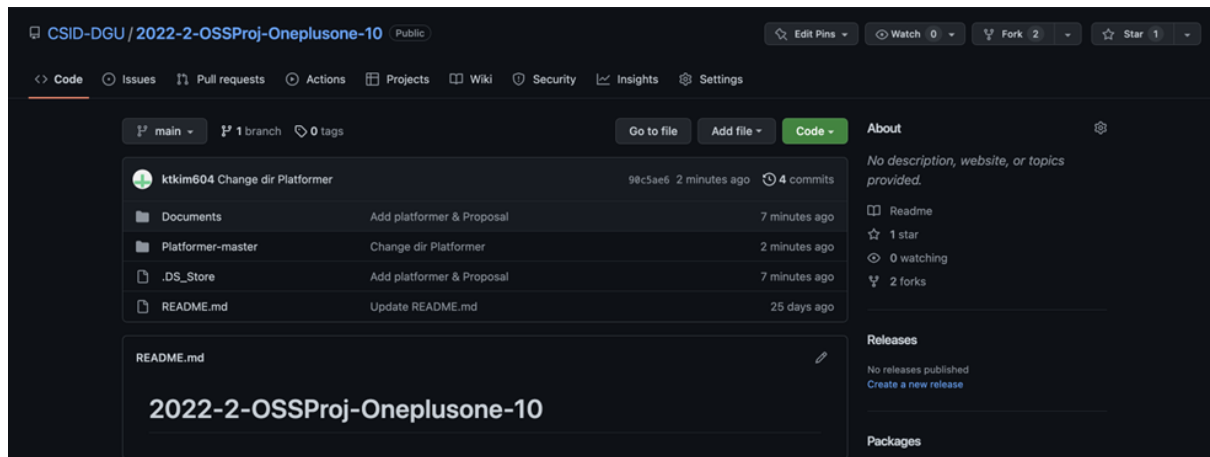 CSID-DGU / 2022-2-OSSProj-Oneplusone-10 Public
Edit Pins Watch 0 Fork 2 Star 1
<> Code Issues Pull requests Actions Projects Wiki Security Insights Settings
main 1 branch 0 tags Go to file Add file Code
ktkim604 Change dir Platformer 90c5ae6 2 minutes ago 4 commits
Documents Add platformer & Proposal 7 minutes ago
Platformer-master Change dir Platformer 2 minutes ago
.DS_Store Add platformer & Proposal 7 minutes ago
README.md Update README.md 25 days ago
README.md
2022-2-OSSProj-Oneplusone-10
About
No description, website, or topics
provided.
Readme
1 star
0 watching
2 forks
Releases
No releases published
Create a new release
Packages